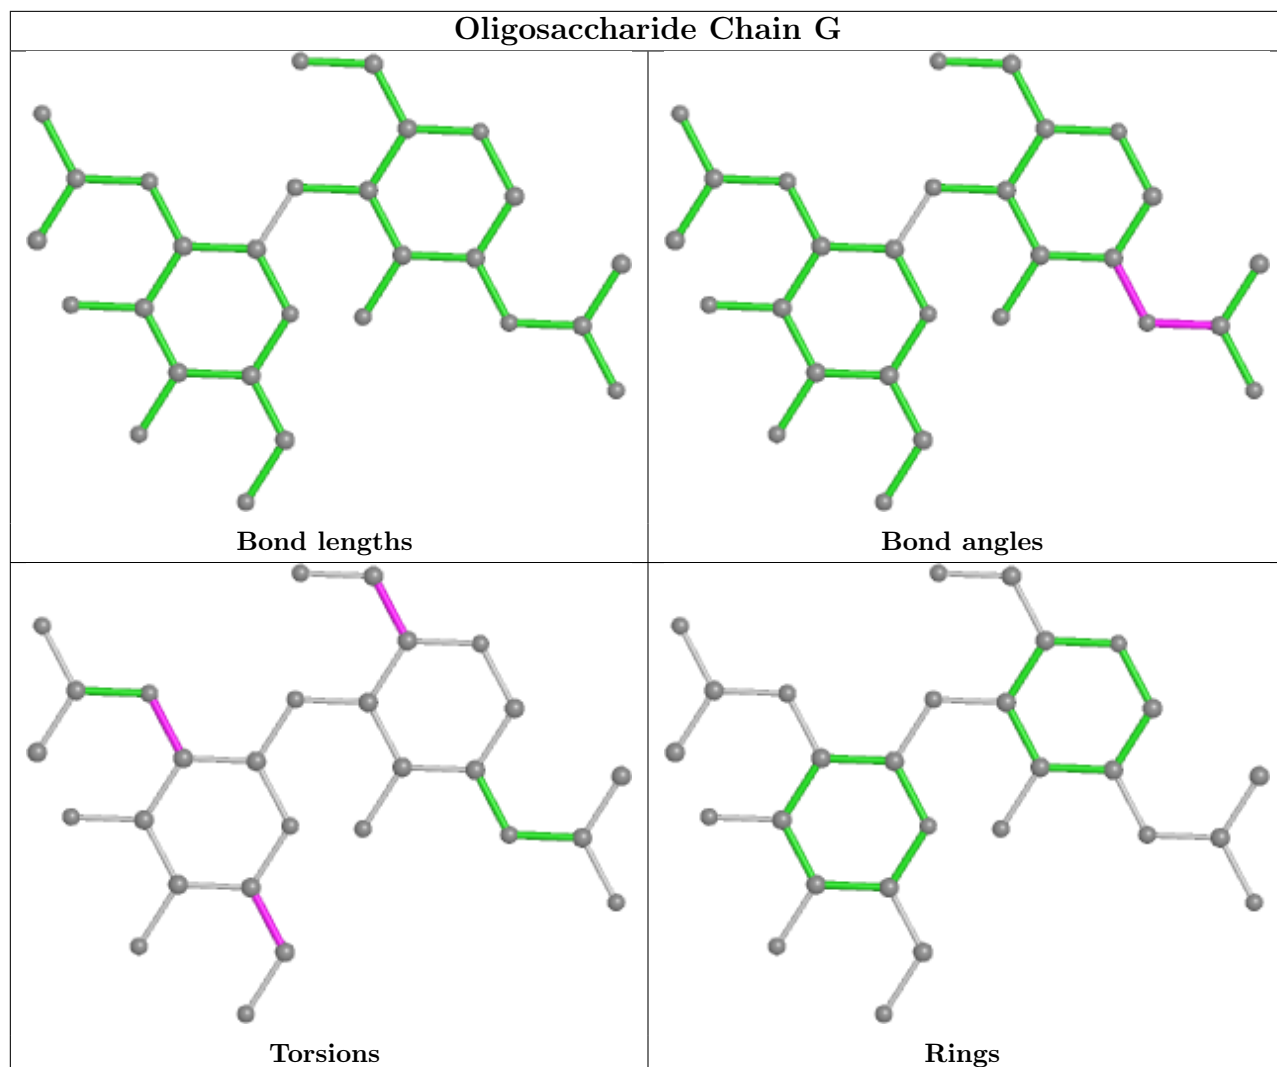 Oligosaccharide Chain G
Bond lengths
Bond angles
Torsions
Rings